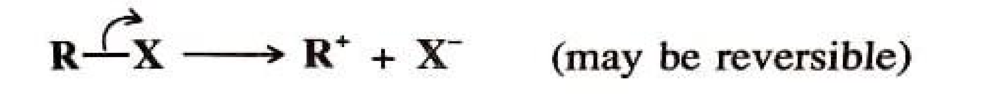 R—X ⟶ R⁺ + X⁻ (may be reversible)